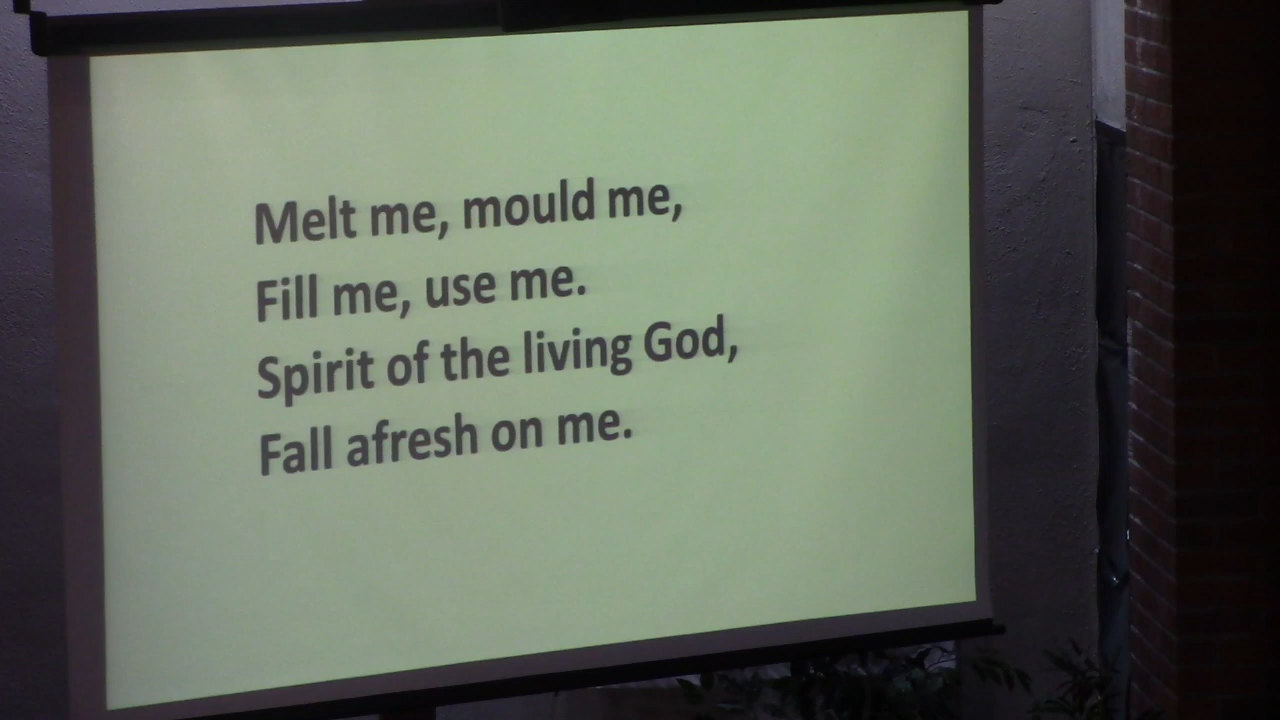 Melt me, mould me,
Fill me, use me.
Spirit of the living God,
Fall afresh on me.